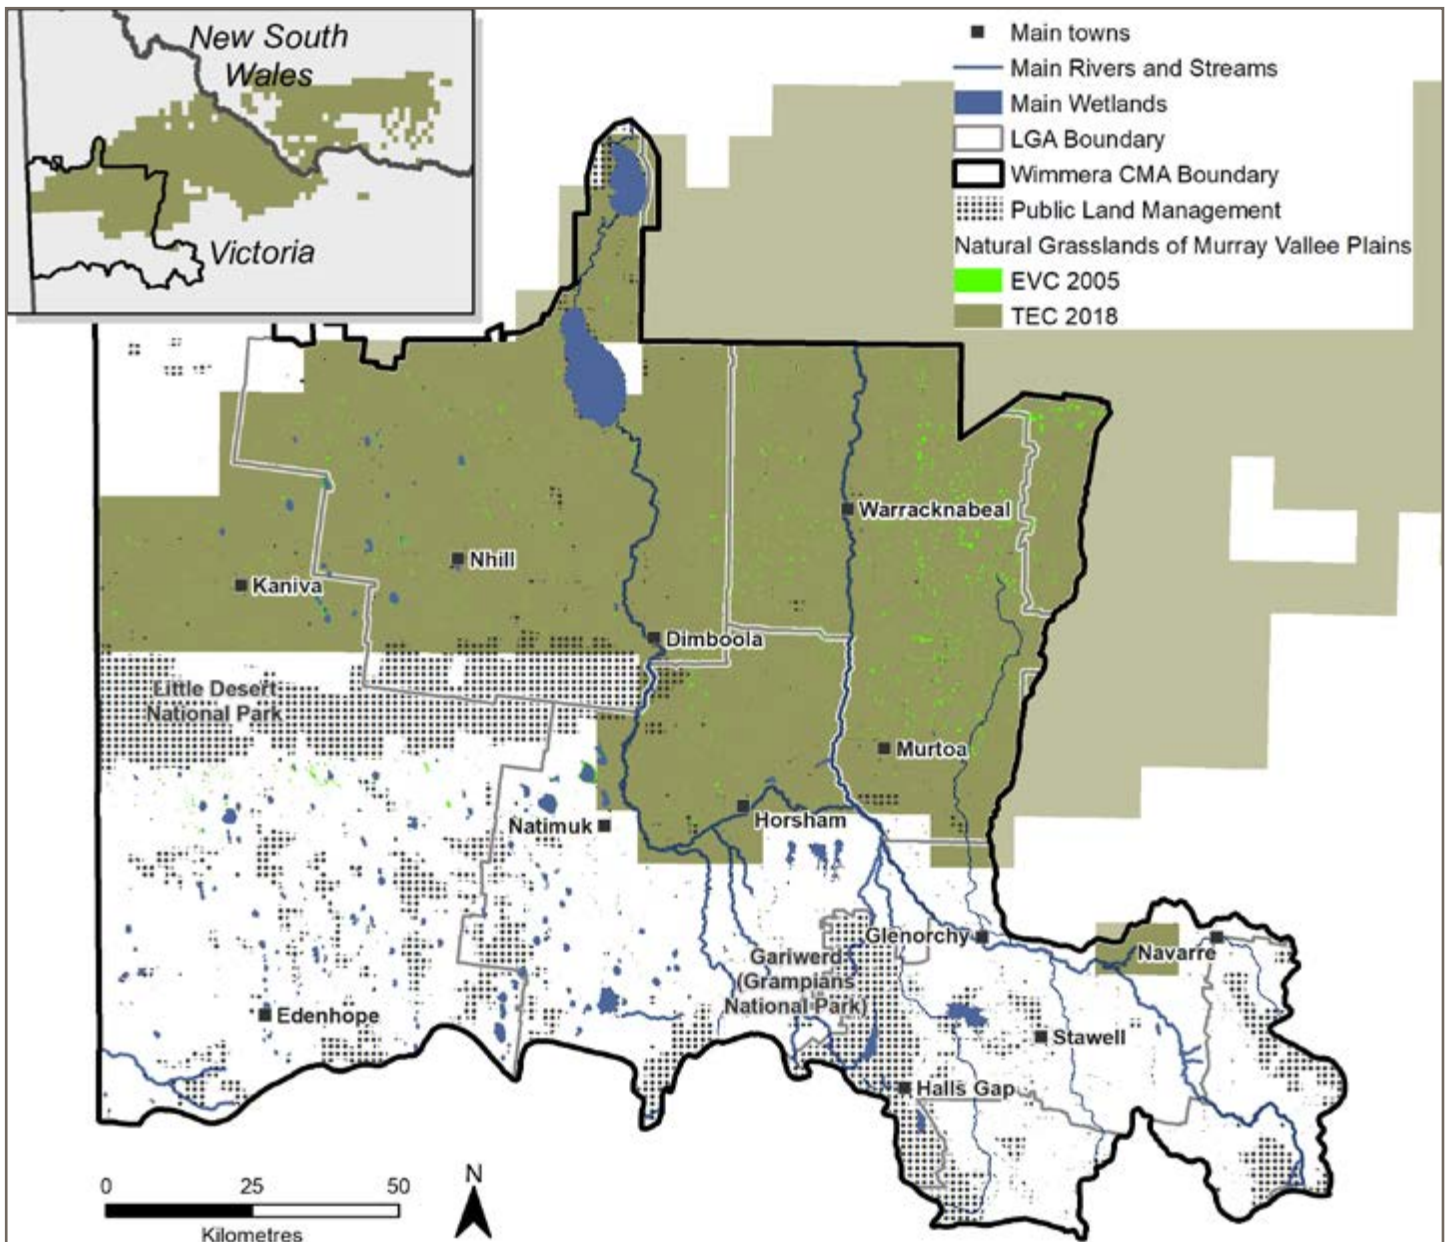 New South
Wales
Victoria
Main towns
Main Rivers and Streams
Main Wetlands
LGA Boundary
Wimmera CMA Boundary
Public Land Management
Natural Grasslands of Murray Vallee Plains
EVC 2005
TEC 2018
Warracknabeal
Nhill
Kaniva
Dimboola
Little Desert
National Park
Murtoa
Horsham
Natimuk
Glenorchy
Navarre
Gariwerd
(Grampians
National Park)
Edenhope
Stawell
Halls Gap
0 25 50
Kilometres
N